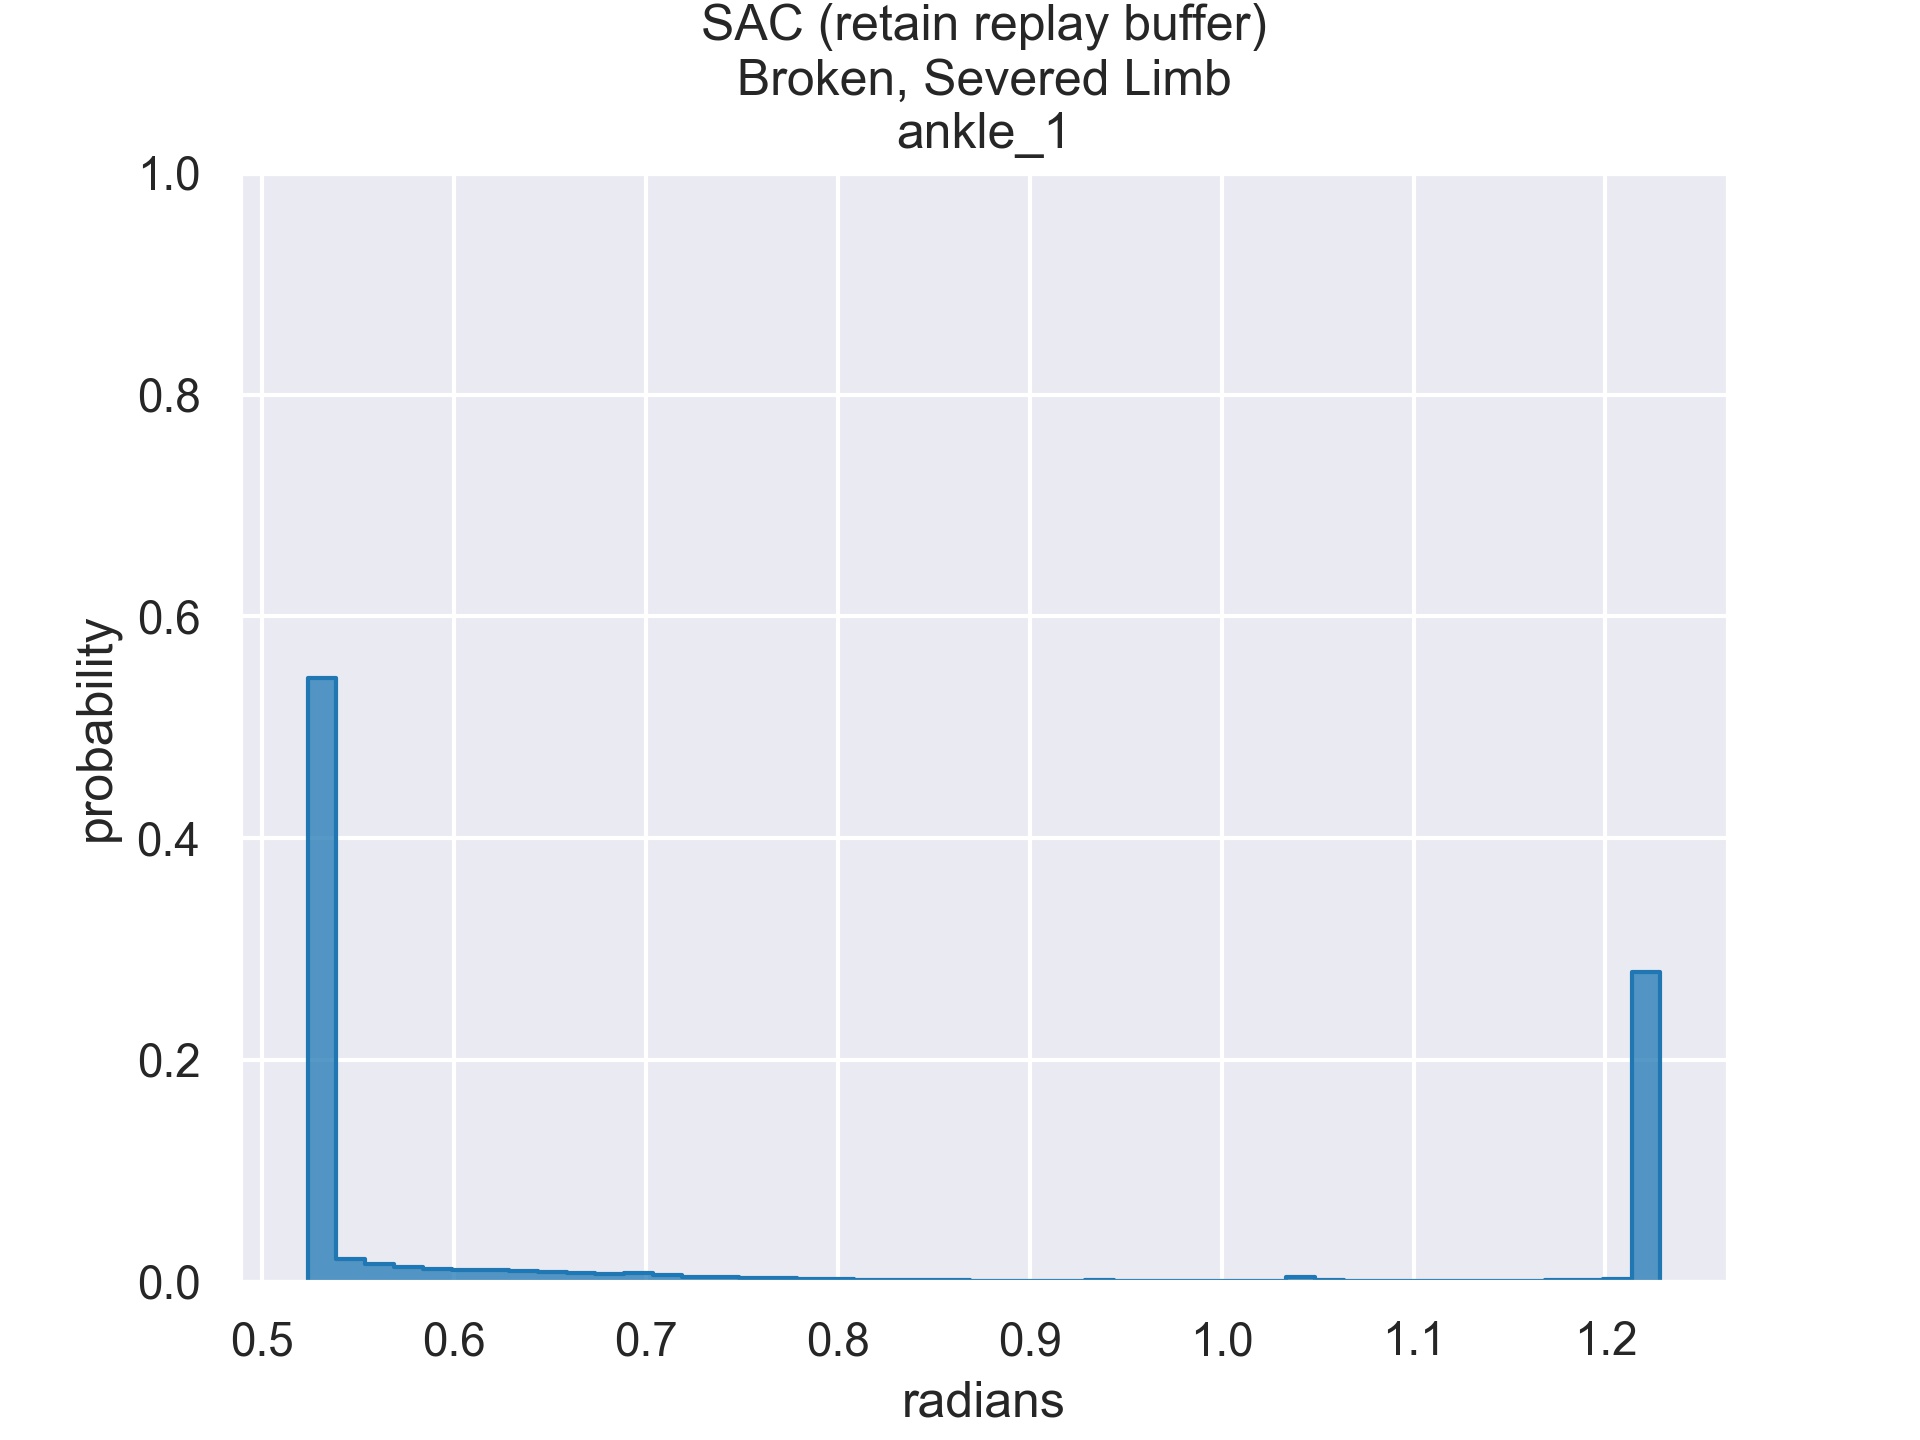 SAC (retain replay buffer)
Broken, Severed Limb
ankle_1
1.0
0.8
0.6
0.4
0.2
0.0
probability
0.5 0.6 0.7 0.8 0.9 1.0 1.1 1.2
radians